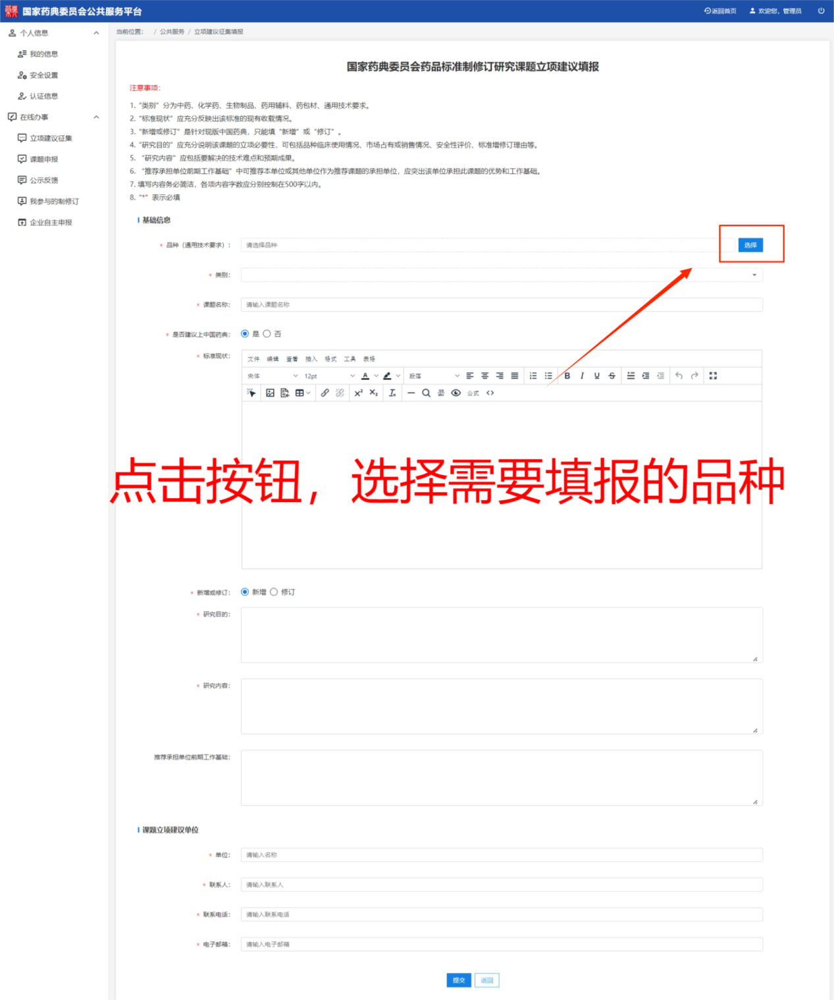 国家药典委员会公共服务平台
返回首页
欢迎您，管理员
个人信息
我的信息
安全设置
认证信息
在线办事
立项建议征集
课题申报
公示反馈
我参与的制修订
企业自主申报
当前位置： / 公共服务 / 立项建议征集填报
国家药典委员会药品标准制修订研究课题立项建议填报
注意事项：
1. “类别”分为中药、化学药、生物制品、药用辅料、药包材、通用技术要求。
2. “标准现状”应充分反映出该标准的现有收载情况。
3. “新增或修订”是针对现版中国药典，只能填“新增”或“修订”。
4. “研究目的”应充分说明该课题的立项必要性，可包括品种临床使用情况、市场占有或销售情况、安全性评价、标准增修订理由等。
5. “研究内容”应包括要解决的技术难点和预期成果。
6. “推荐承担单位前期工作基础”中可推荐本单位或其他单位作为推荐课题的承担单位，应突出该单位承担此课题的优势和工作基础。
7. 填写内容务必简洁，各项内容字数应分别控制在500字以内。
8. “*”表示必填
基础信息
* 品种（通用技术要求）： 请选择品种 选择
* 类别：
* 课题名称： 请输入课题名称
* 是否建议上中国药典： 是 否
* 标准现状：
文件 编辑 查看 插入 格式 工具 表格
宋体 12pt A 段落 B I U S
X² X₂ Ix 公式 <>
点击按钮，选择需要填报的品种
* 新增或修订： 新增 修订
* 研究目的：
* 研究内容：
推荐承担单位前期工作基础：
课题立项建议单位
* 单位： 请输入名称
* 联系人： 请输入联系人
* 联系电话： 请输入联系电话
* 电子邮箱： 请输入电子邮箱
提交 返回